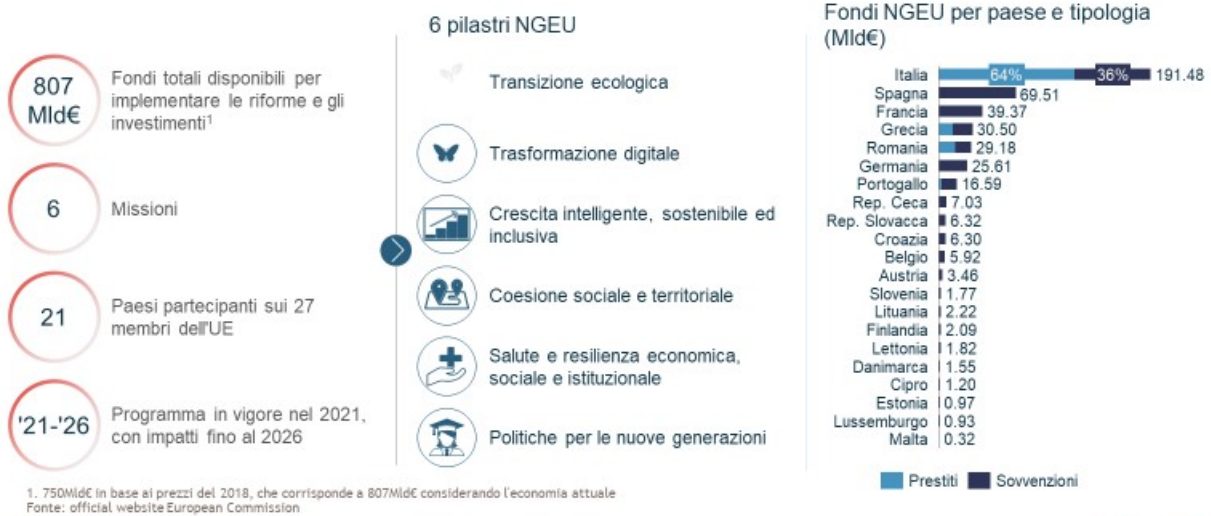 807
Mld€
Fondi totali disponibili per
implementare le riforme e gli
investimenti¹
6
Missioni
21
Paesi partecipanti sui 27
membri dell'UE
'21-'26
Programma in vigore nel 2021,
con impatti fino al 2026
6 pilastri NGEU
Transizione ecologica
Trasformazione digitale
Crescita intelligente, sostenibile ed
inclusiva
Coesione sociale e territoriale
Salute e resilienza economica,
sociale e istituzionale
Politiche per le nuove generazioni
Fondi NGEU per paese e tipologia
(Mld€)
Italia 64% 36% 191.48
Spagna 69.51
Francia 39.37
Grecia 30.50
Romania 29.18
Germania 25.61
Portogallo 16.59
Rep. Ceca 7.03
Rep. Slovacca 6.32
Croazia 6.30
Belgio 5.92
Austria 3.46
Slovenia 1.77
Lituania 2.22
Finlandia 2.09
Lettonia 1.82
Danimarca 1.55
Cipro 1.20
Estonia 0.97
Lussemburgo 0.93
Malta 0.32
Prestiti Sovvenzioni
1. 750Mld€ in base ai prezzi del 2018, che corrisponde a 807Mld€ considerando l'economia attuale
Fonte: official website European Commission